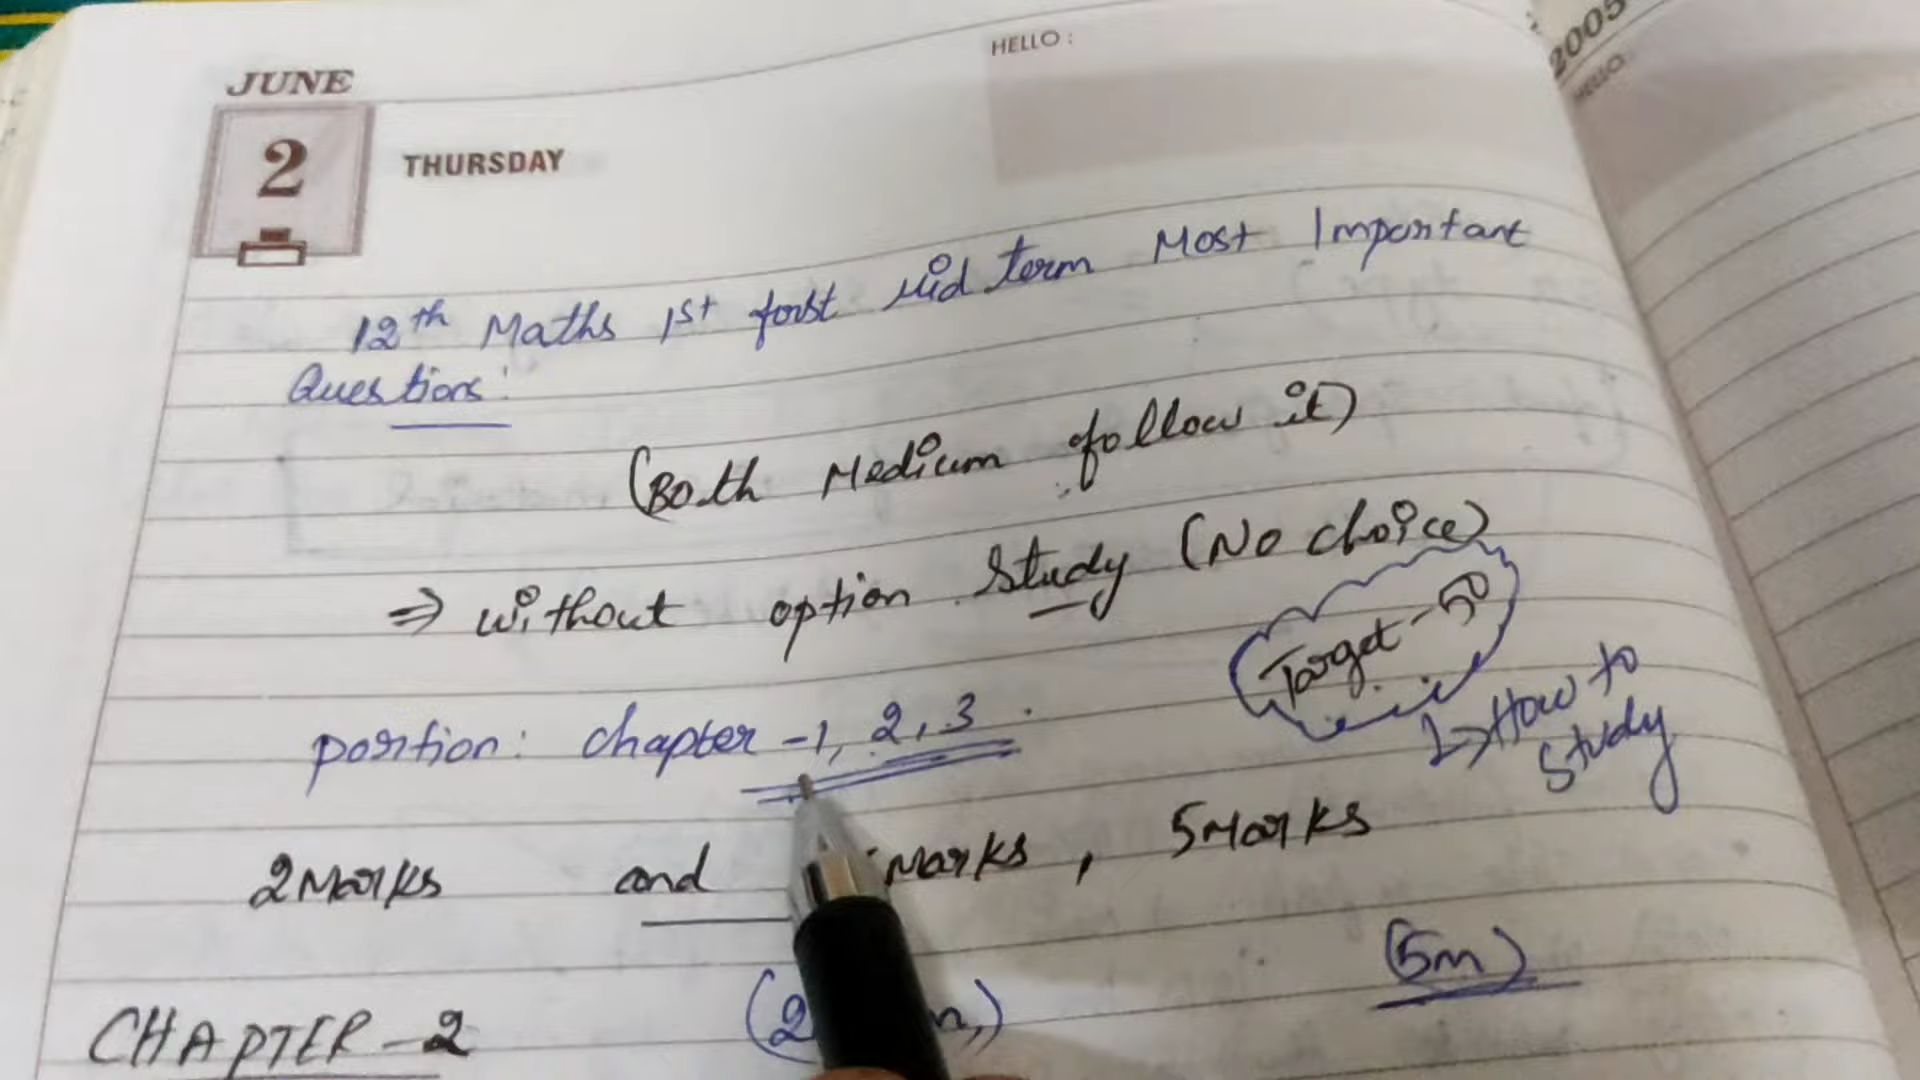 JUNE
2
THURSDAY
HELLO :
2005
HELLO
12th Maths 1st first Mid term Most Important
Questions:
(Both Medium follow it)
⇒ without option Study (No choice)
Target - 50
↳ How to
Study
portion: chapter -1, 2, 3.
2Marks and Marks, 5Marks
(5m)
CHAPTER - 2